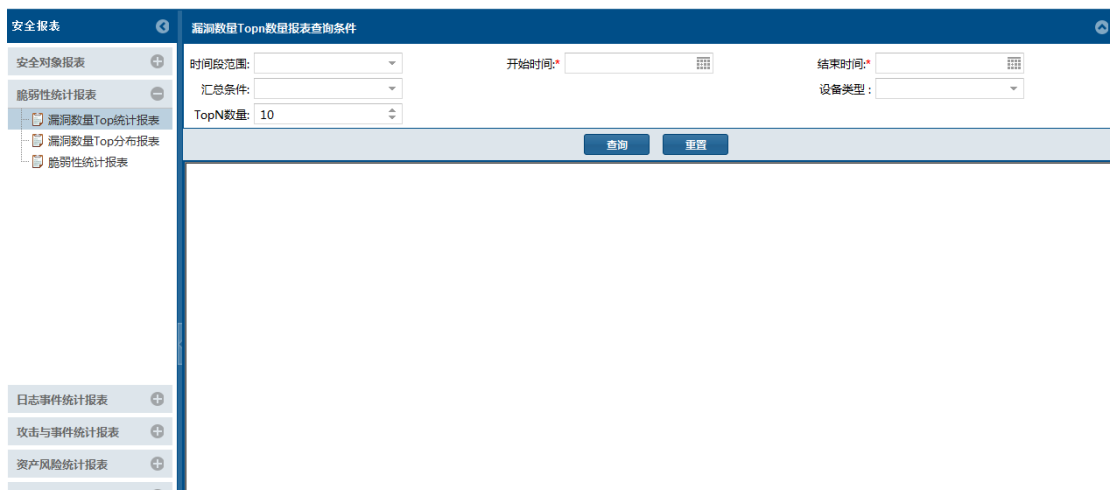 安全报表
漏洞数量Topn数量报表查询条件
安全对象报表
时间段范围:
开始时间:*
结束时间:*
脆弱性统计报表
汇总条件:
设备类型 :
漏洞数量Top统计报表
TopN数量: 10
漏洞数量Top分布报表
查询
重置
脆弱性统计报表
日志事件统计报表
攻击与事件统计报表
资产风险统计报表